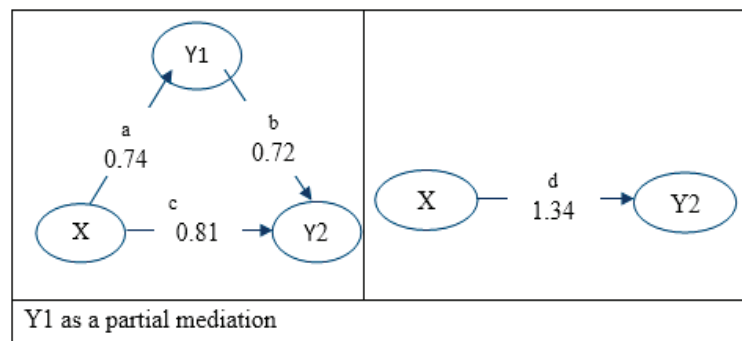 Y1
a
0.74
b
0.72
X
c
0.81
Y2
X
d
1.34
Y2
Y1 as a partial mediation